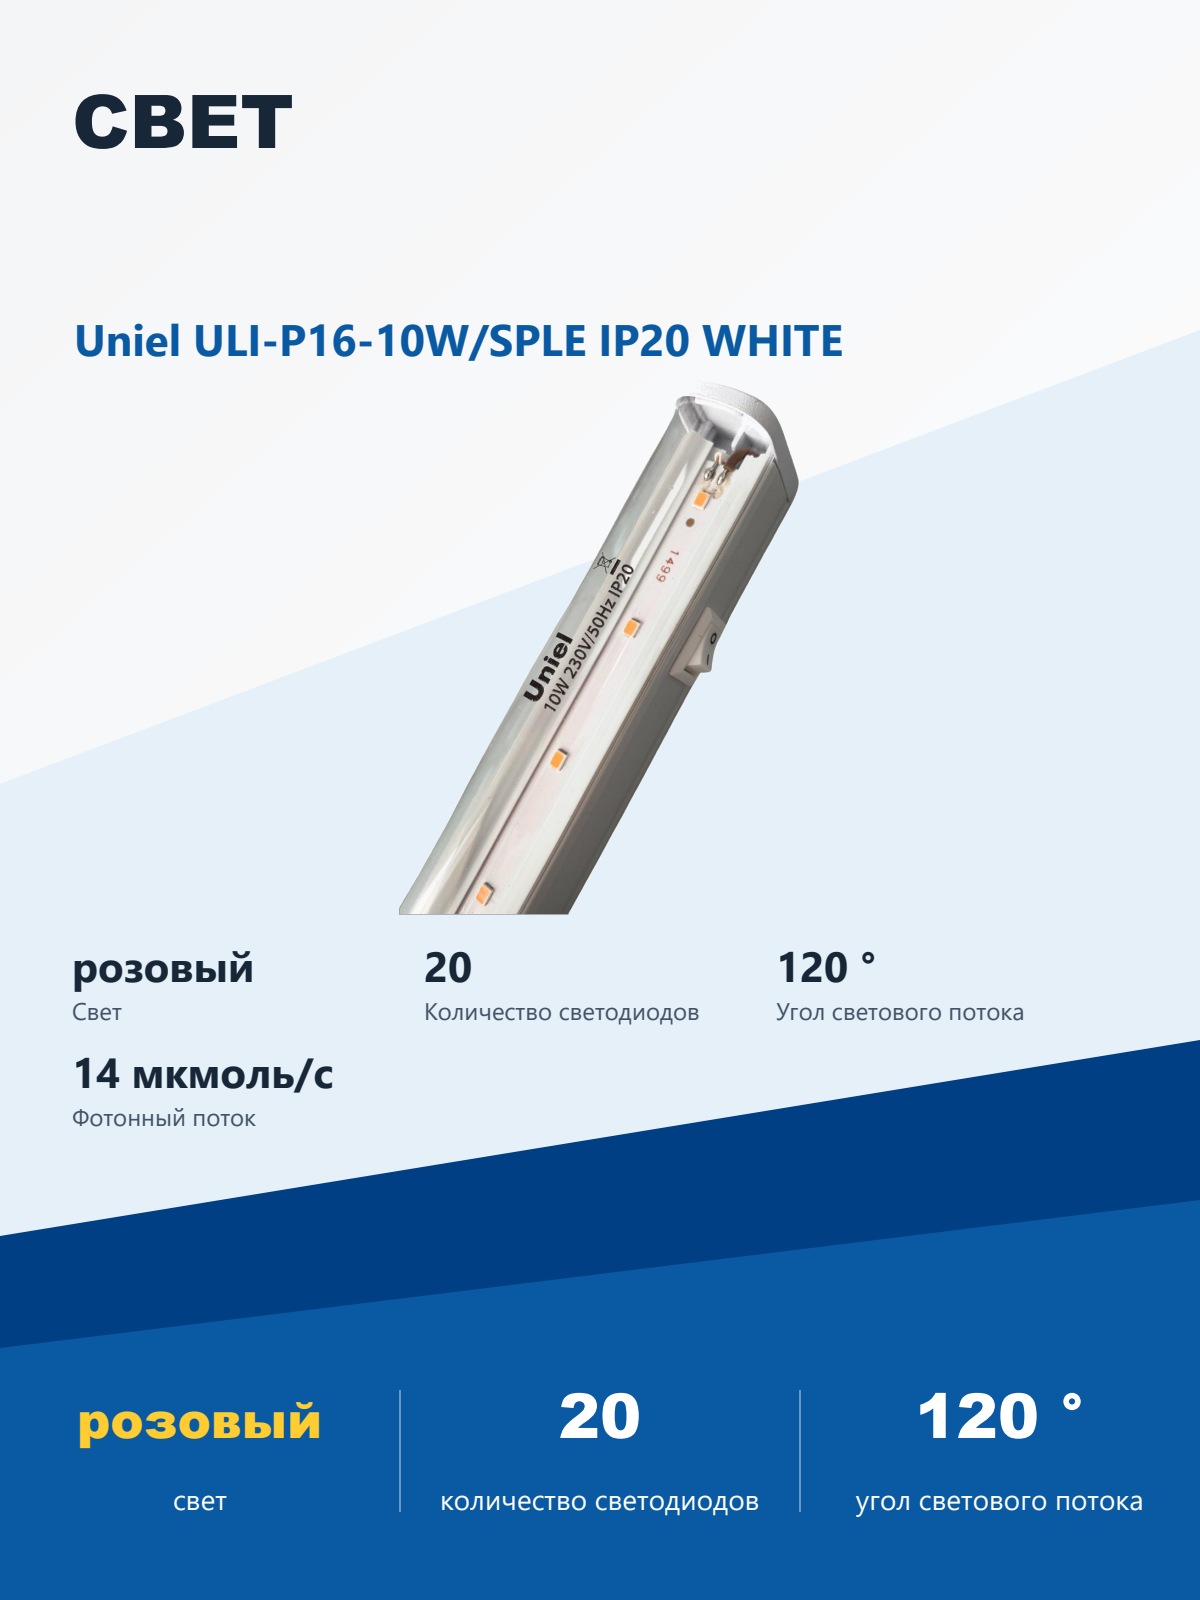 СВЕТ
Uniel ULI-P16-10W/SPLE IP20 WHITE
1499
Uniel
10W 230V/50Hz IP20
розовый
Свет
20
Количество светодиодов
120 °
Угол светового потока
14 мкмоль/с
Фотонный поток
розовый
свет
20
количество светодиодов
120 °
угол светового потока